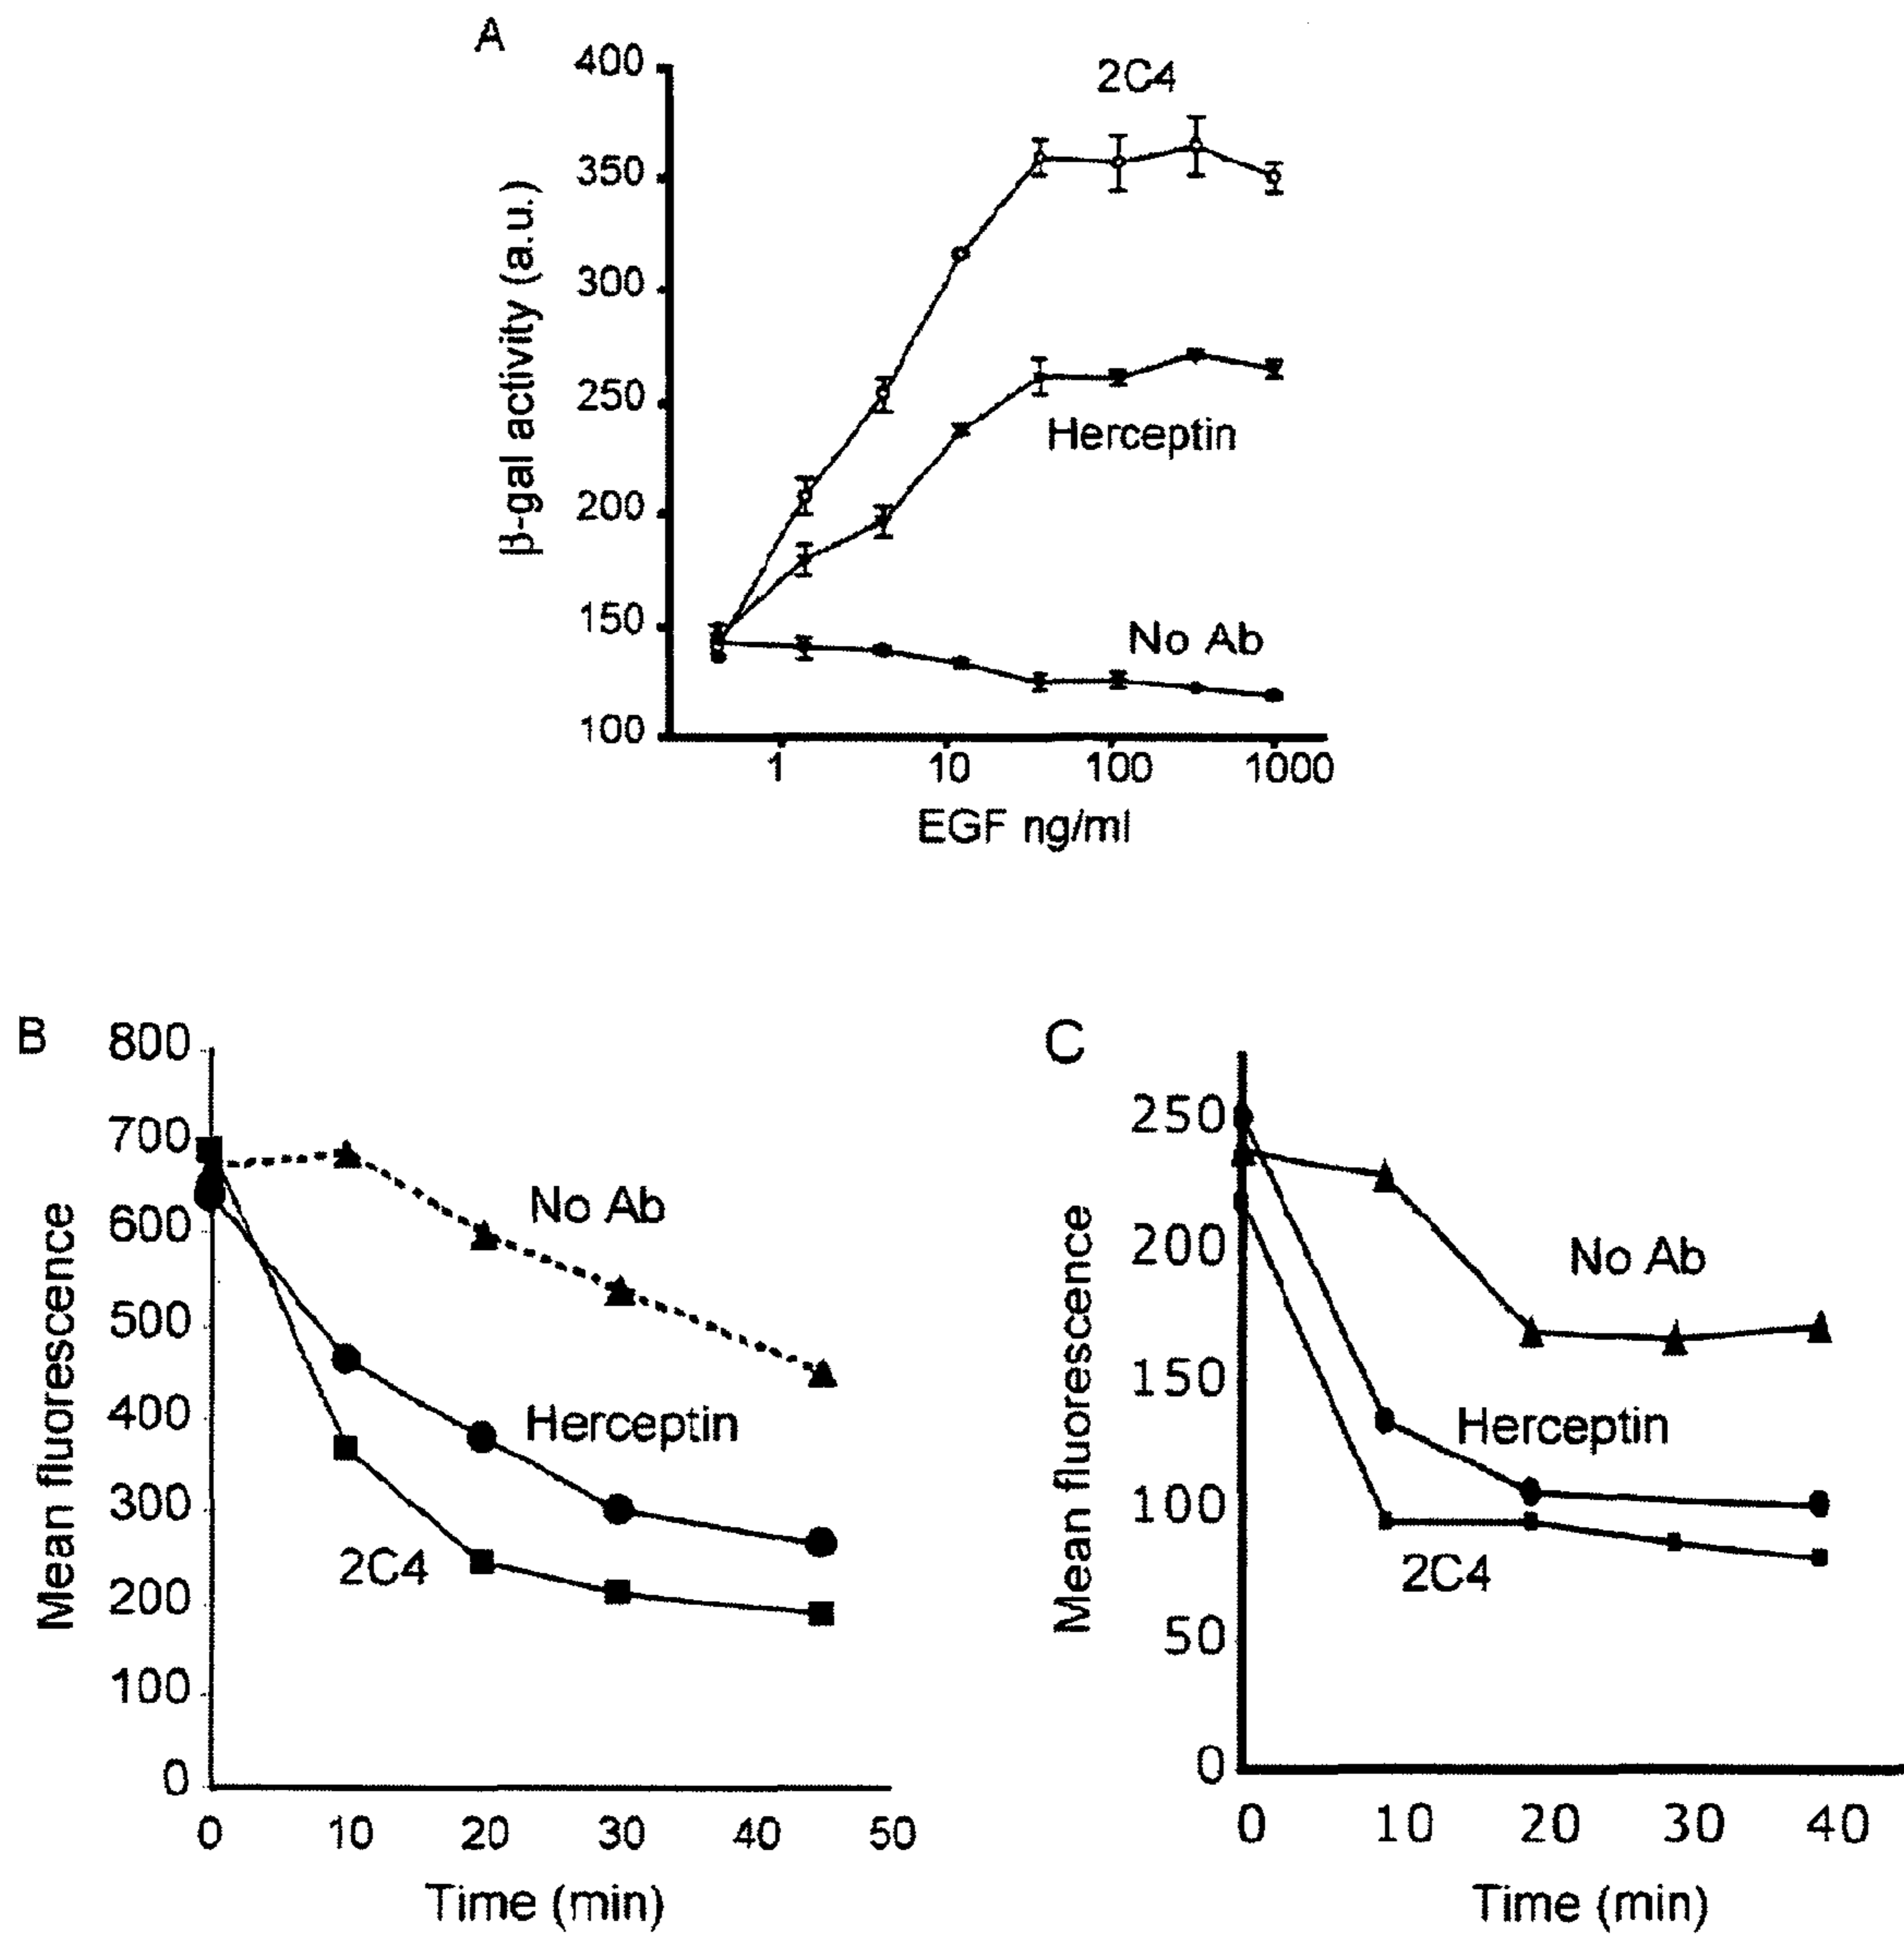 A
400
350
300
250
200
150
100
β-gal activity (a.u.)
2C4
Herceptin
No Ab
1 10 100 1000
EGF ng/ml
B
800
700
600
500
400
300
200
100
0
Mean fluorescence
No Ab
Herceptin
2C4
0 10 20 30 40 50
Time (min)
C
250
200
150
100
50
0
Mean fluorescence
No Ab
Herceptin
2C4
0 10 20 30 40
Time (min)